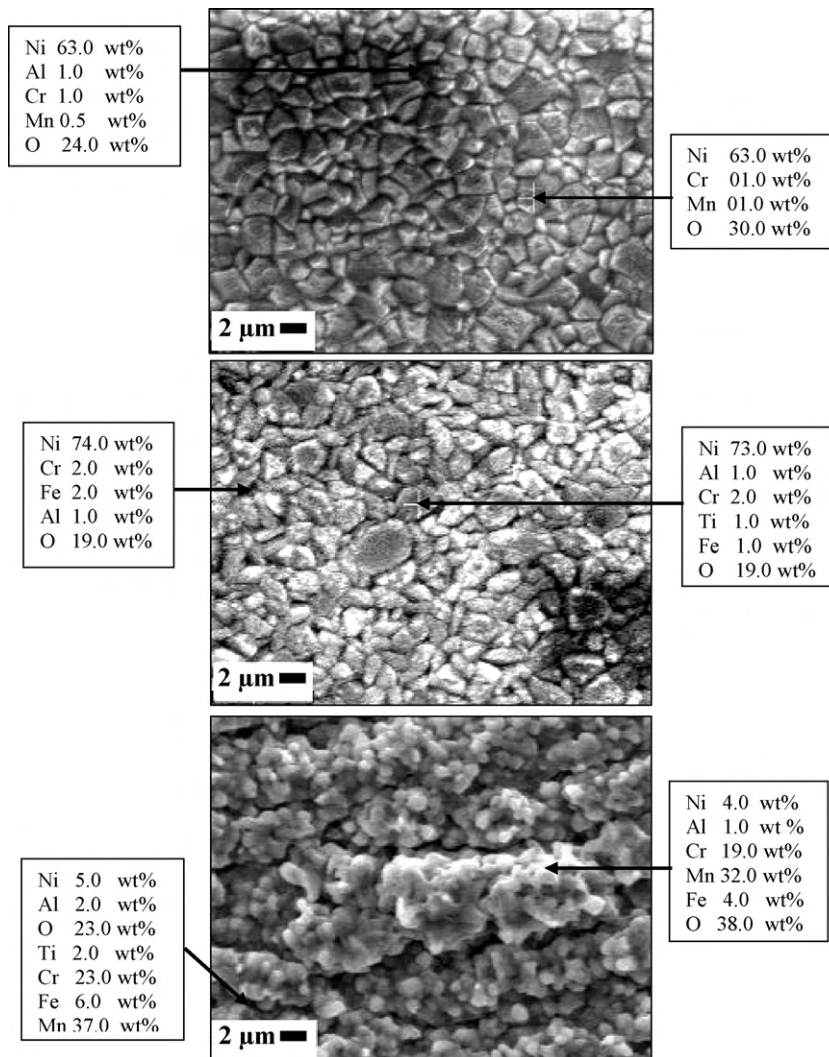 Ni 63.0 wt%
Al 1.0 wt%
Cr 1.0 wt%
Mn 0.5 wt%
O 24.0 wt%
Ni 63.0 wt%
Cr 01.0 wt%
Mn 01.0 wt%
O 30.0 wt%
2 µm
Ni 74.0 wt%
Cr 2.0 wt%
Fe 2.0 wt%
Al 1.0 wt%
O 19.0 wt%
Ni 73.0 wt%
Al 1.0 wt%
Cr 2.0 wt%
Ti 1.0 wt%
Fe 1.0 wt%
O 19.0 wt%
2 µm
Ni 4.0 wt%
Al 1.0 wt %
Cr 19.0 wt%
Mn 32.0 wt%
Fe 4.0 wt%
O 38.0 wt%
Ni 5.0 wt%
Al 2.0 wt%
O 23.0 wt%
Ti 2.0 wt%
Cr 23.0 wt%
Fe 6.0 wt%
Mn 37.0 wt%
2 µm